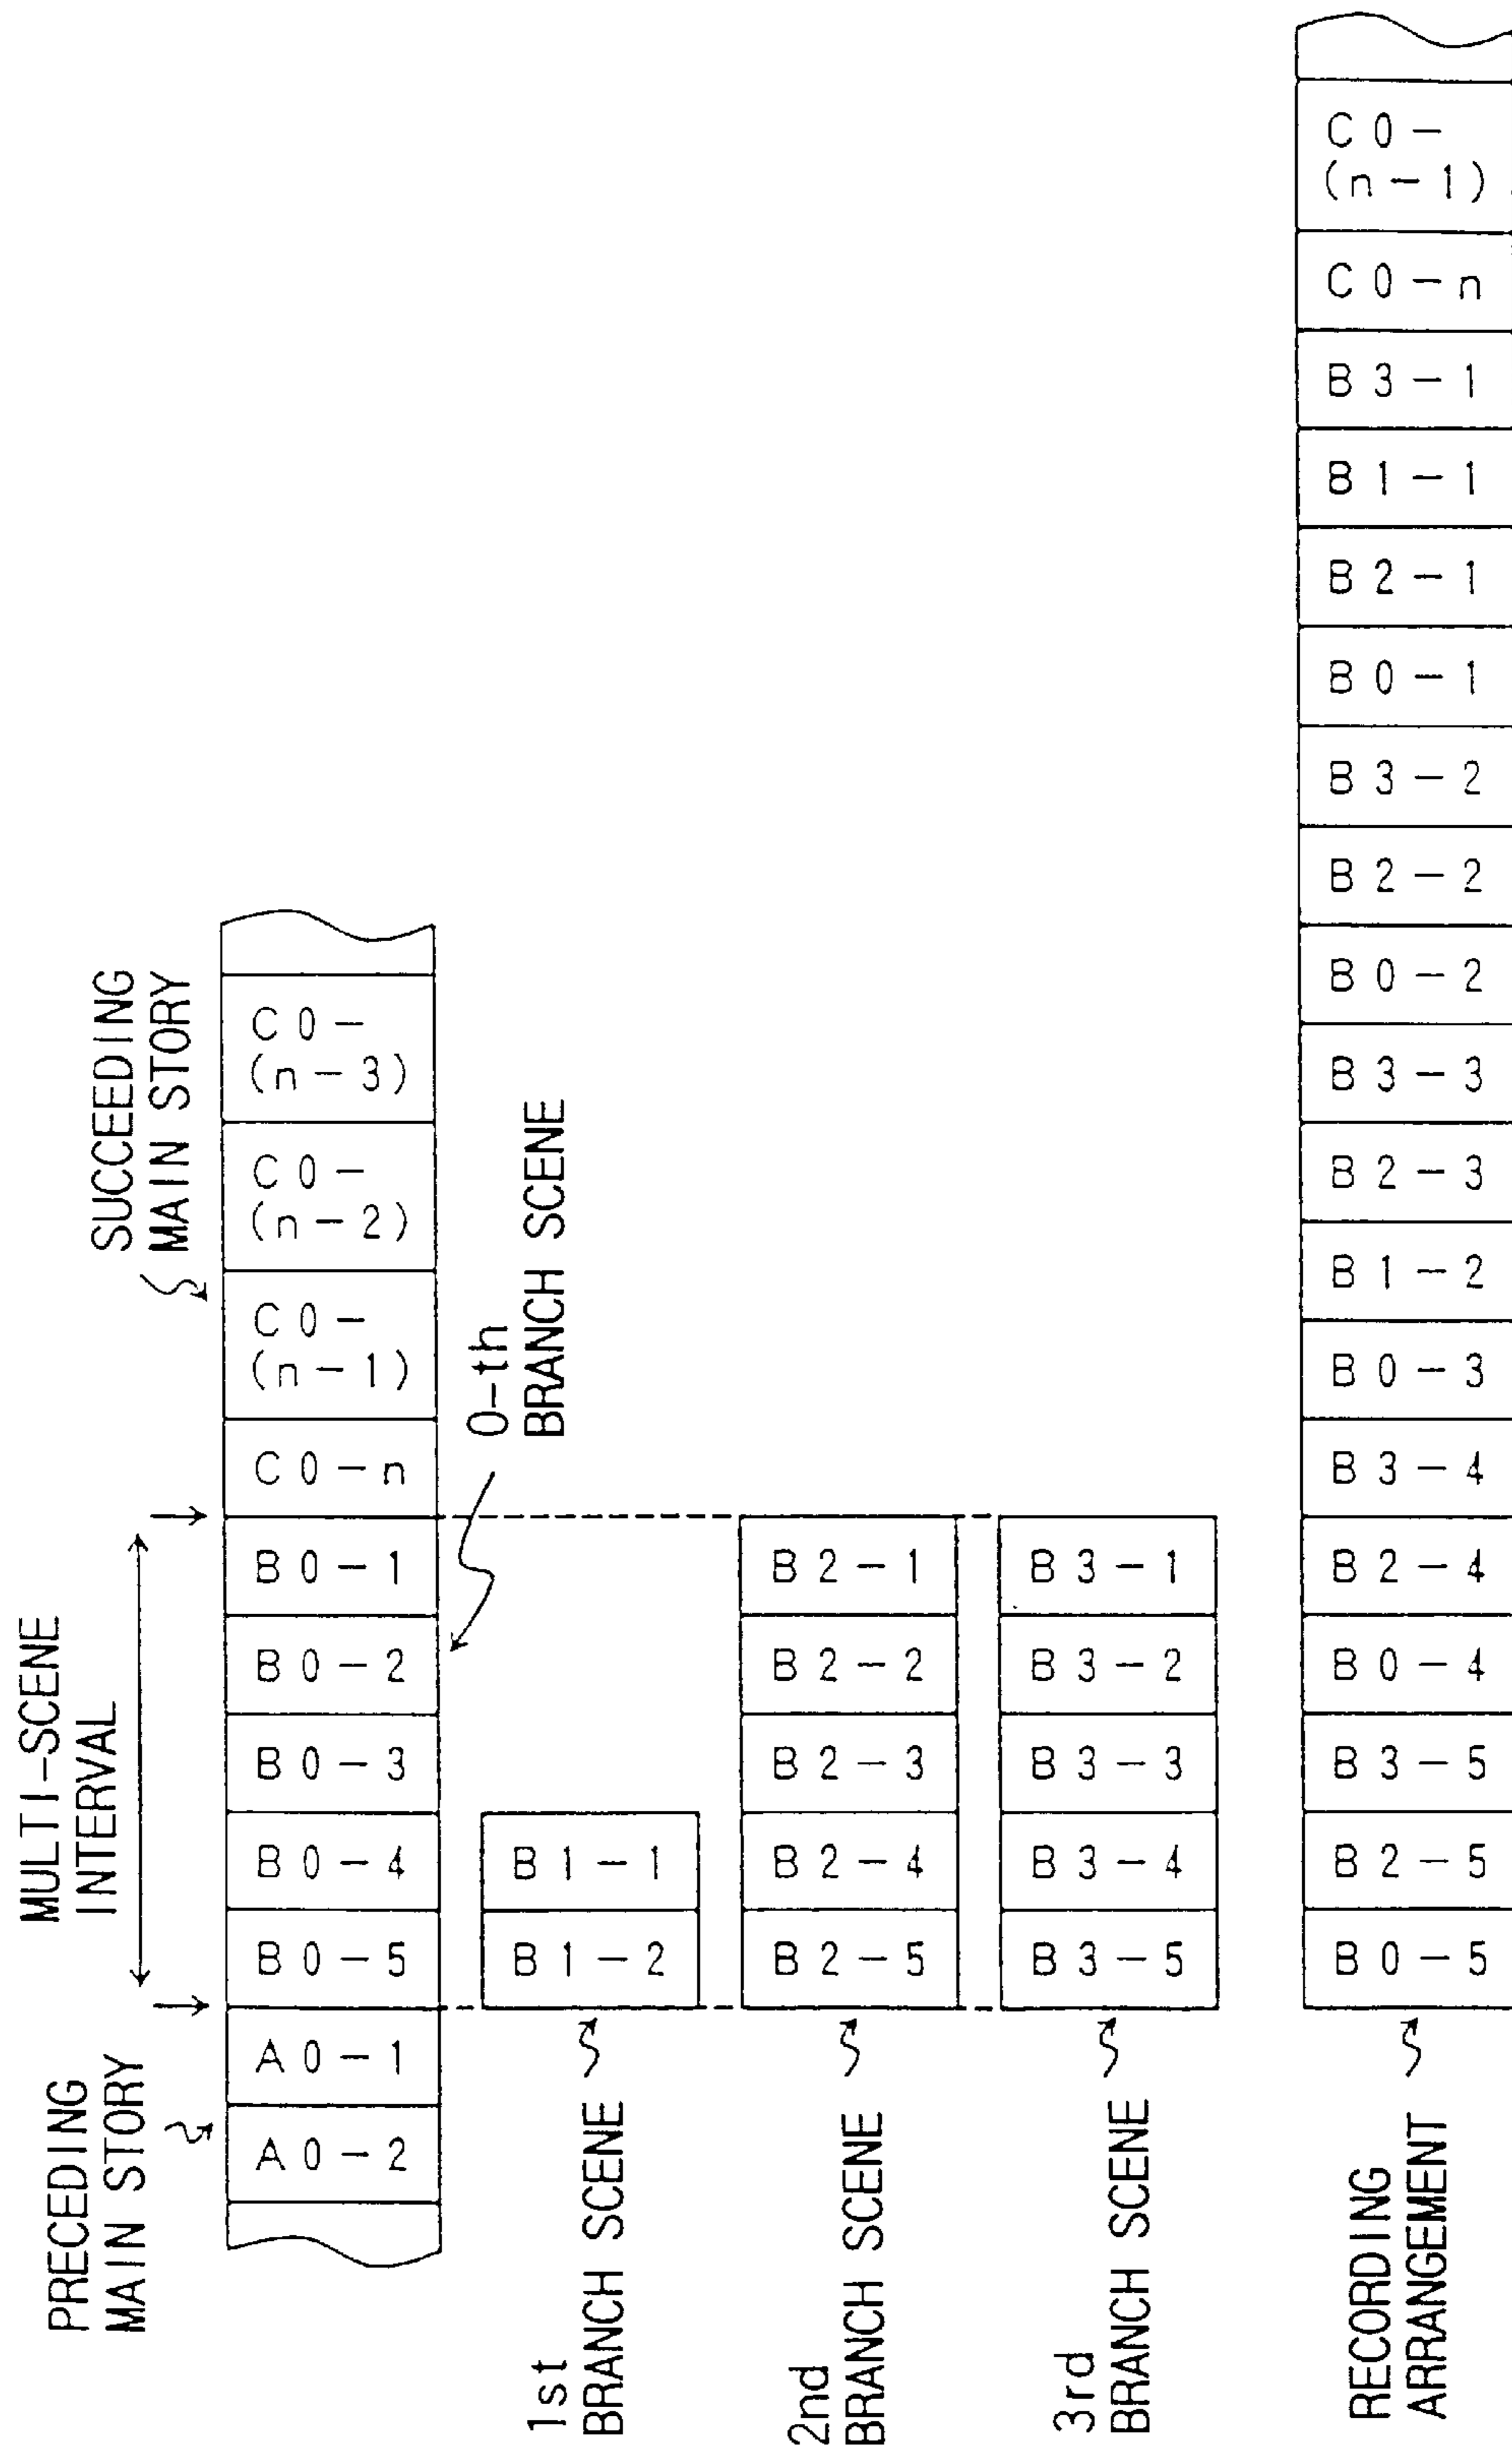 PRECEDING
MAIN STORY
MULTI-SCENE
INTERVAL
SUCCEEDING
MAIN STORY
A0-2
A0-1
B0-5
B0-4
B0-3
B0-2
B0-1
C0-n
C0-
(n-1)
C0-
(n-2)
C0-
(n-3)
0-th
BRANCH SCENE
1st
BRANCH SCENE
B1-2
B1-1
2nd
BRANCH SCENE
B2-5
B2-4
B2-3
B2-2
B2-1
3rd
BRANCH SCENE
B3-5
B3-4
B3-3
B3-2
B3-1
RECORDING
ARRANGEMENT
B0-5
B2-5
B3-5
B0-4
B2-4
B3-4
B0-3
B1-2
B2-3
B3-3
B0-2
B2-2
B3-2
B0-1
B2-1
B1-1
B3-1
C0-n
C0-
(n-1)